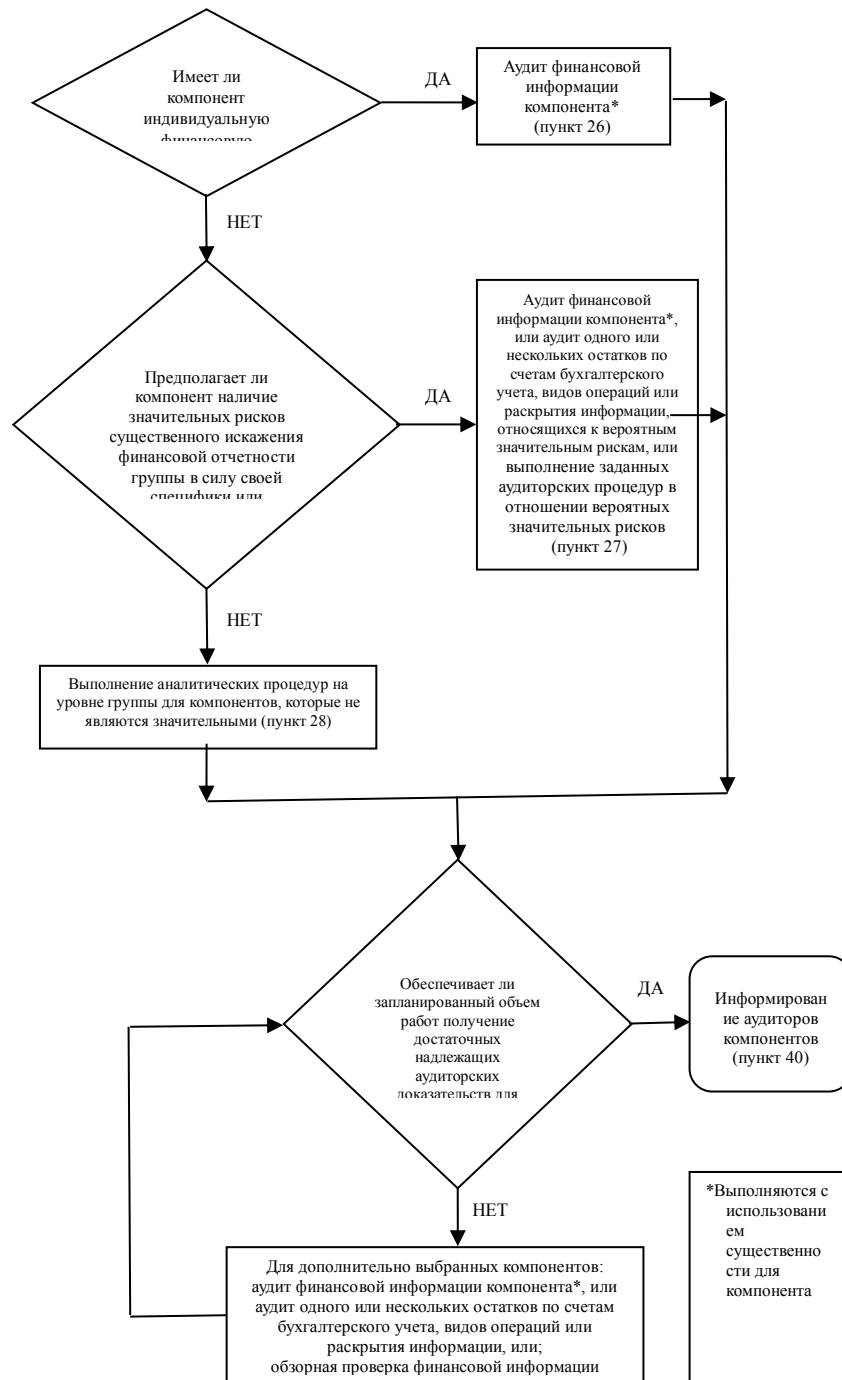 Имеет ли
компонент
индивидуальную
финансовую
ДА
Аудит финансовой
информации
компонента*
(пункт 26)
НЕТ
Предполагает ли
компонент наличие
значительных рисков
существенного искажения
финансовой отчетности
группы в силу своей
специфики или
ДА
Аудит финансовой
информации компонента*,
или аудит одного или
нескольких остатков по
счетам бухгалтерского
учета, видов операций или
раскрытия информации,
относящихся к вероятным
значительным рискам, или
выполнение заданных
аудиторских процедур в
отношении вероятных
значительных рисков
(пункт 27)
НЕТ
Выполнение аналитических процедур на
уровне группы для компонентов, которые не
являются значительными (пункт 28)
Обеспечивает ли
запланированный объем
работ получение
достаточных
надлежащих
аудиторских
доказательств для
ДА
Информирован
ие аудиторов
компонентов
(пункт 40)
НЕТ
Для дополнительно выбранных компонентов:
аудит финансовой информации компонента*, или
аудит одного или нескольких остатков по счетам
бухгалтерского учета, видов операций или
раскрытия информации, или;
обзорная проверка финансовой информации
*Выполняются с
использовани
ем
существенно
сти для
компонента